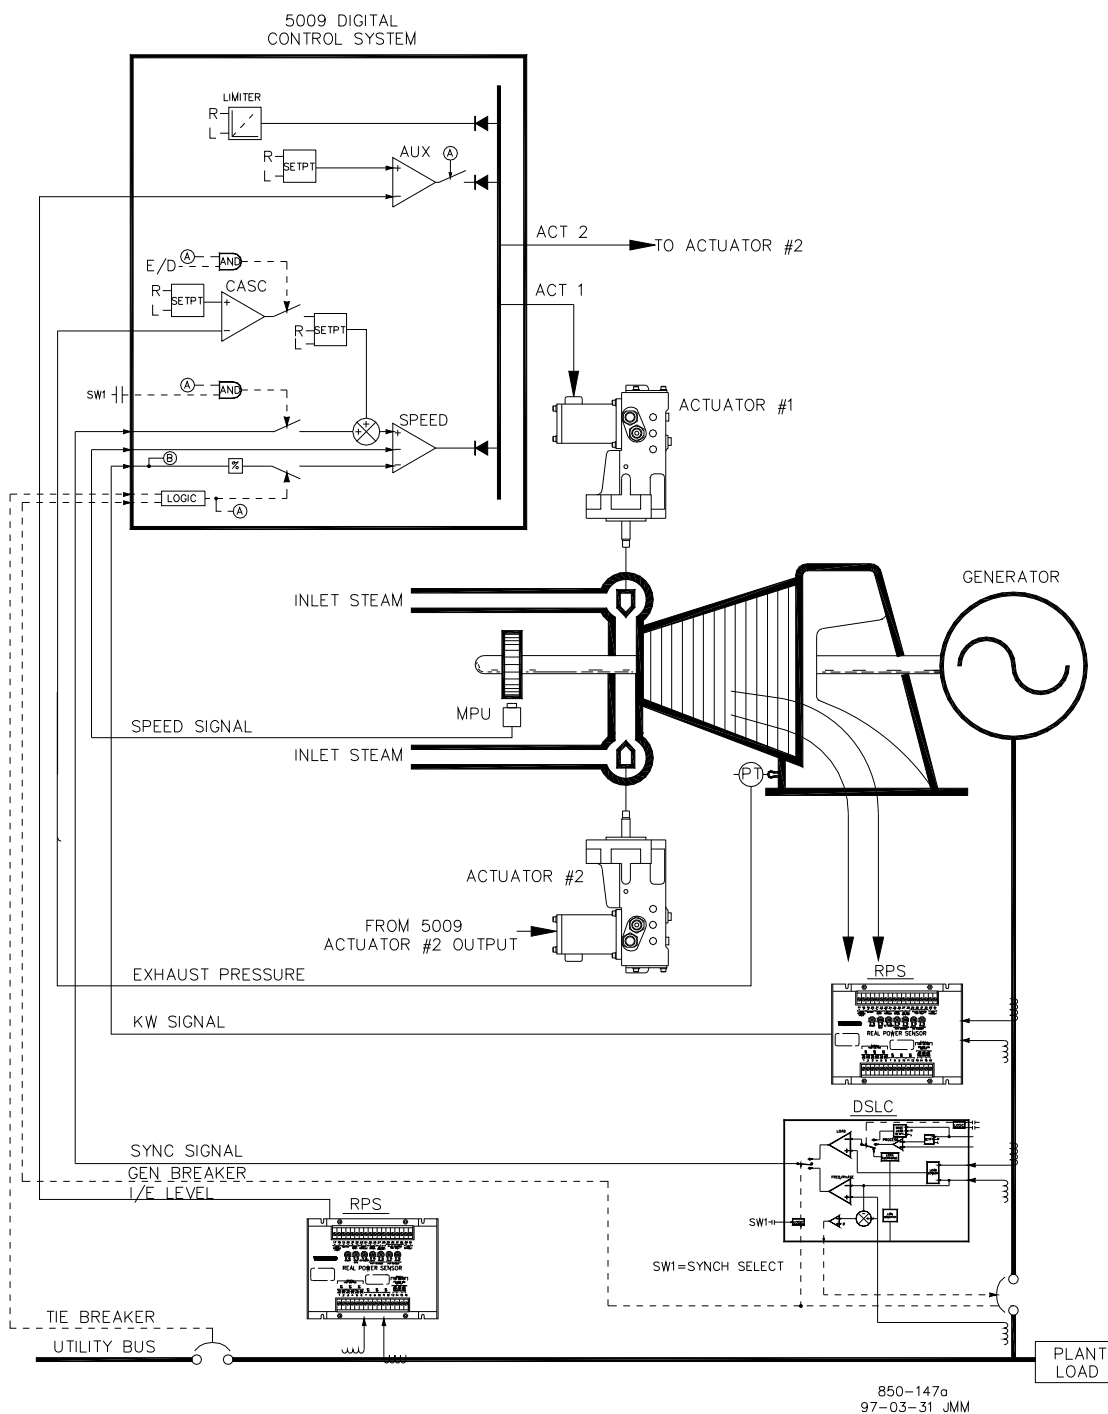 5009 DIGITAL
CONTROL SYSTEM
LIMITER
R
L
R
L
SETPT
AUX
A
+
−
ACT 2
TO ACTUATOR #2
A
E/D
AND
CASC
R
L
SETPT
+
−
R
L
SETPT
ACT 1
ACTUATOR #1
SW1
A
AND
SPEED
+
+
+
−
−
B
%
LOGIC
A
GENERATOR
INLET STEAM
MPU
SPEED SIGNAL
INLET STEAM
PT
ACTUATOR #2
FROM 5009
ACTUATOR #2 OUTPUT
EXHAUST PRESSURE
RPS
KW SIGNAL
REAL POWER SENSOR
DSLC
SYNC SIGNAL
GEN BREAKER
I/E LEVEL
RPS
SW1
REAL POWER SENSOR
SW1=SYNCH SELECT
TIE BREAKER
UTILITY BUS
PLANT
LOAD
850-147a
97-03-31 JMM